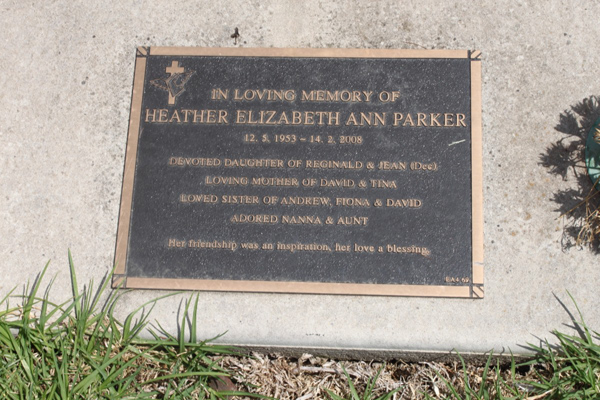 IN LOVING MEMORY OF
HEATHER ELIZABETH ANN PARKER
12. 5. 1953 - 14. 2. 2008
DEVOTED DAUGHTER OF REGINALD & JEAN (Dec)
LOVING MOTHER OF DAVID & TINA
LOVED SISTER OF ANDREW, FIONA & DAVID
ADORED NANNA & AUNT
Her friendship was an inspiration, her love a blessing.